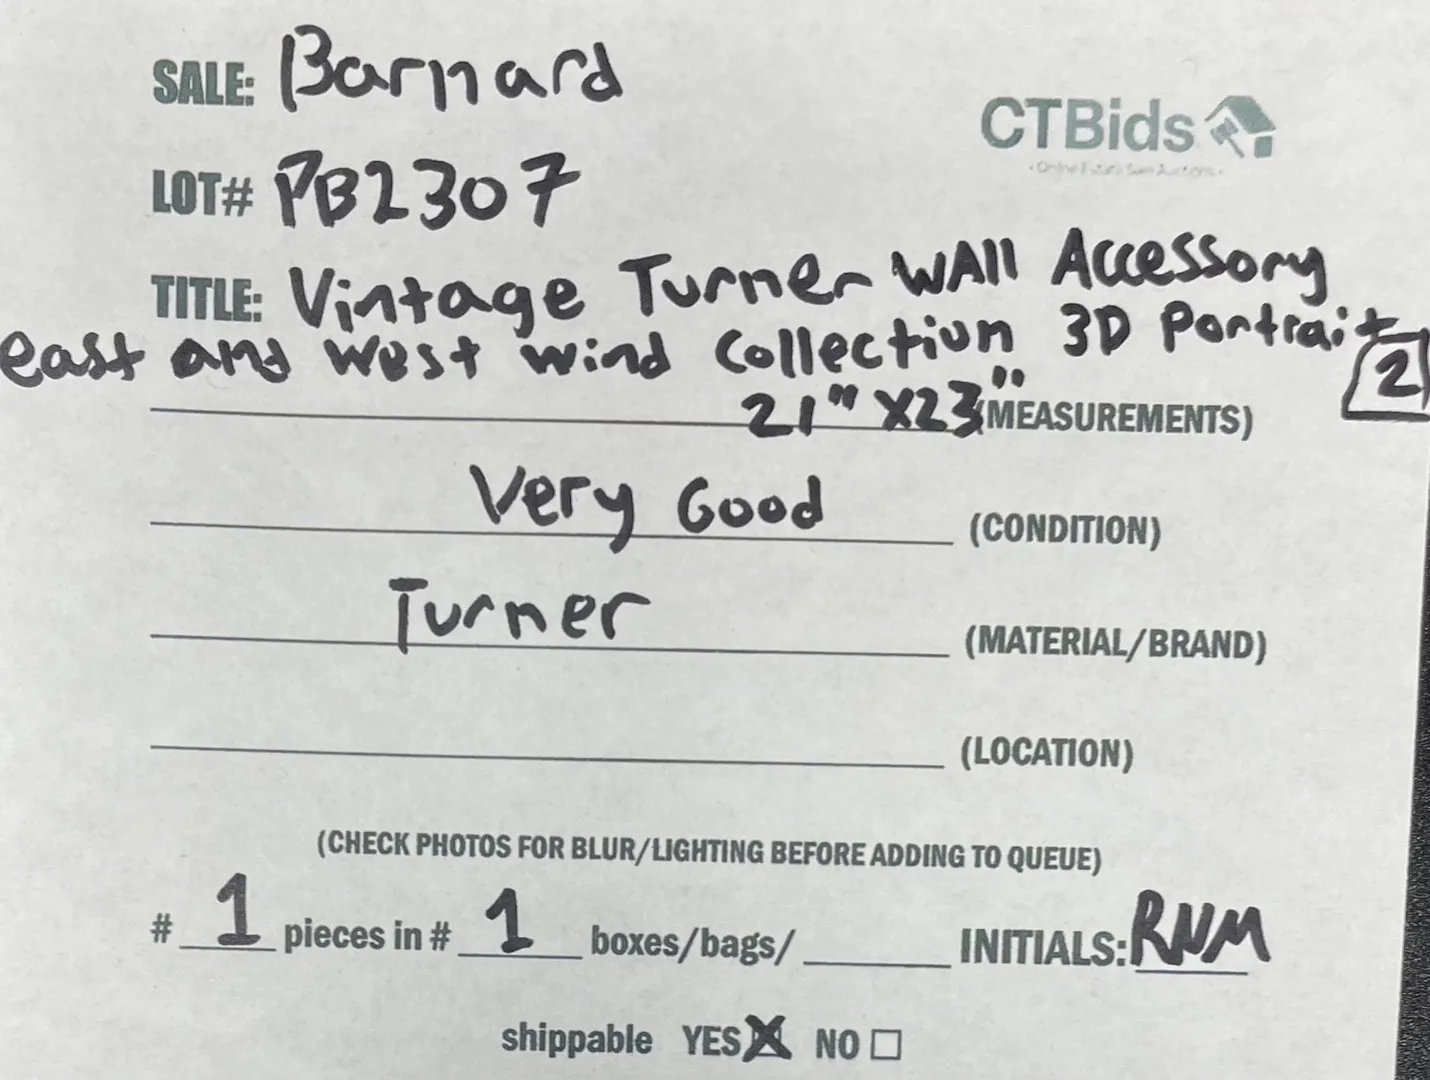 SALE: Barnard
CTBids
LOT# PB2307
TITLE: Vintage Turner WAll Accessory
east and west wind Collection 3D Portrait
2
21" X23" (MEASUREMENTS)
Very Good (CONDITION)
Turner (MATERIAL/BRAND)
(LOCATION)
(CHECK PHOTOS FOR BLUR/LIGHTING BEFORE ADDING TO QUEUE)
# 1 pieces in # 1 boxes/bags/ INITIALS: RNM
shippable YES NO